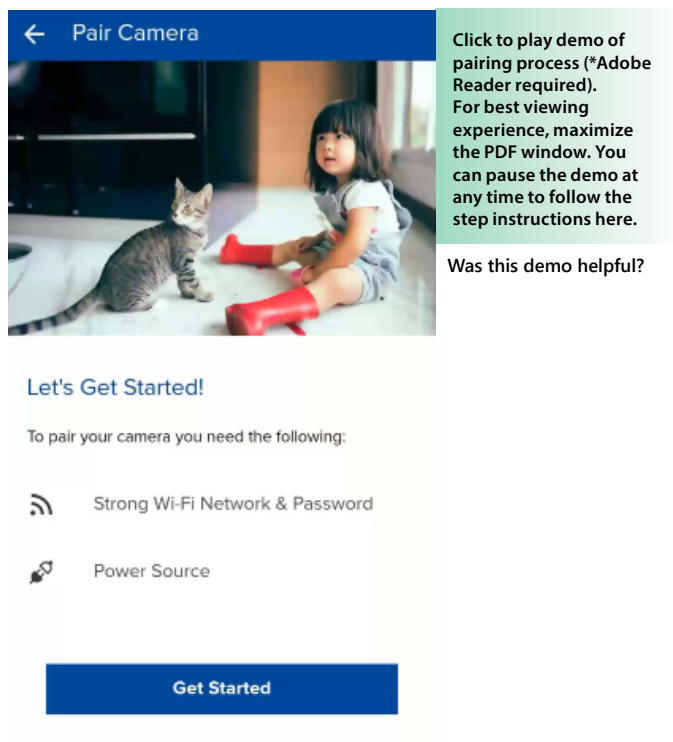 Pair Camera
Click to play demo of
pairing process (*Adobe
Reader required).
For best viewing
experience, maximize
the PDF window. You
can pause the demo at
any time to follow the
step instructions here.
Was this demo helpful?
Let's Get Started!
To pair your camera you need the following:
Strong Wi-Fi Network & Password
Power Source
Get Started